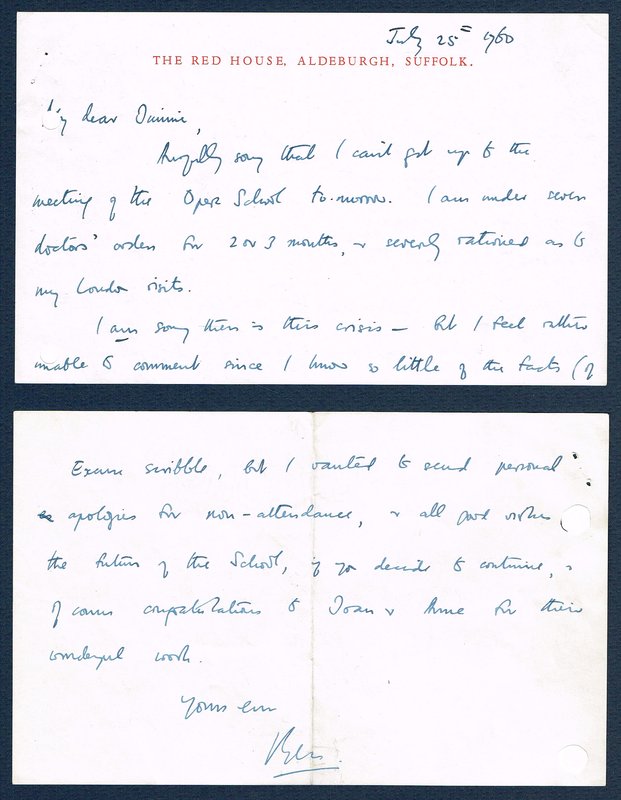 July 25th 1960
THE RED HOUSE, ALDEBURGH, SUFFOLK.
My dear
Awfully sorry that I can't get up to the
meeting of the Opera School to-morrow. I am under seven
doctors' orders for 2 or 3 months, & severely rationed as to
my London visits.
I am sorry there is this crisis — but I feel rather
unable to comment since I know so little of the facts (of
Excuse scribble, but I wanted to send personal
apologies for non-attendance, & all good wishes
the future of the School, if you decide to continue, &
of course congratulations to Joan & Anne for their
wonderful work.
Yours ever
Ben.